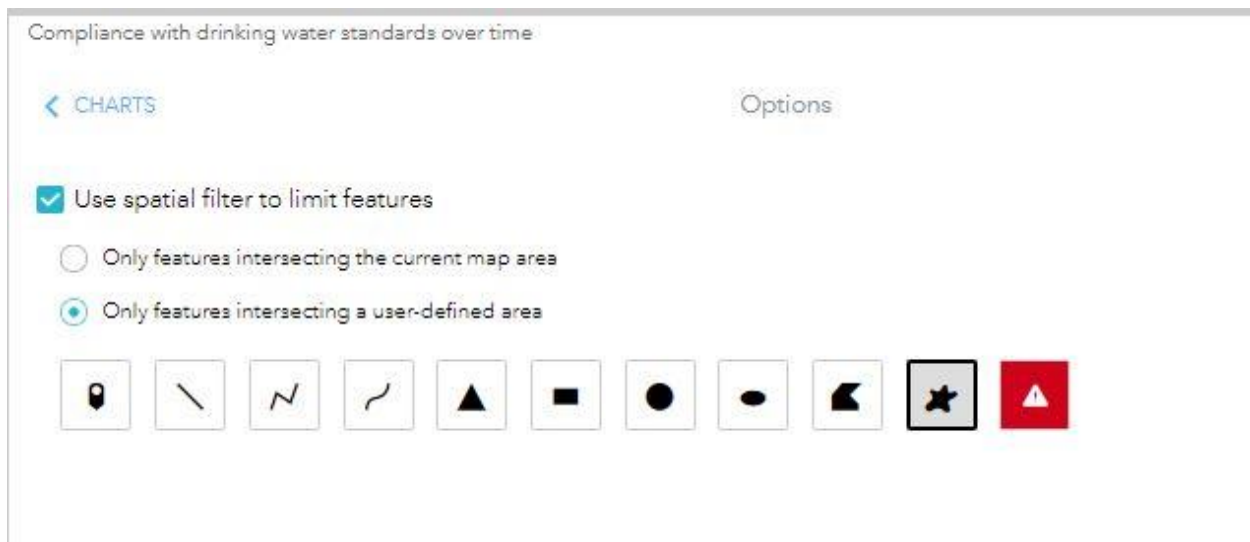 Compliance with drinking water standards over time
CHARTS
Options
Use spatial filter to limit features
Only features intersecting the current map area
Only features intersecting a user-defined area